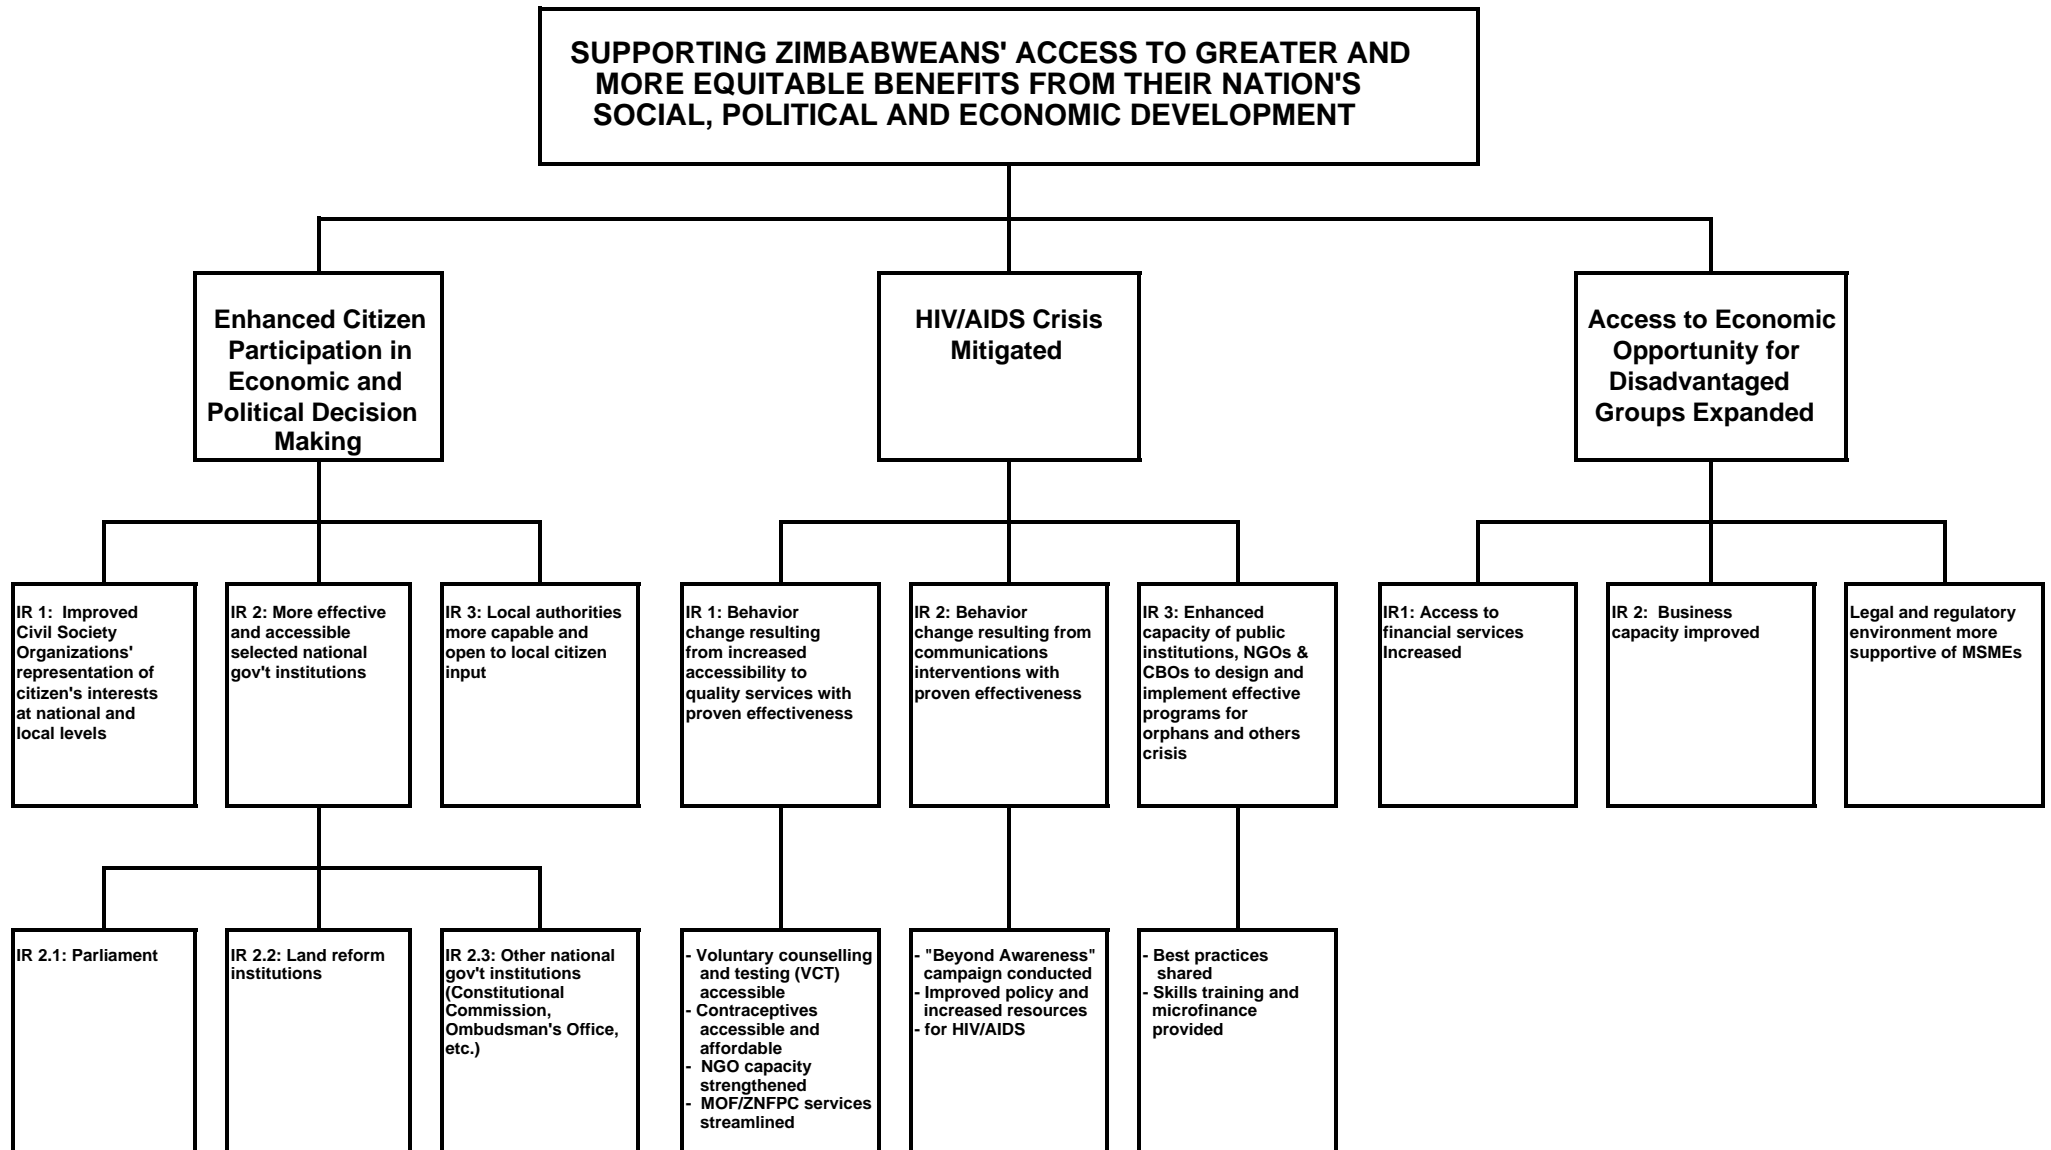 SUPPORTING ZIMBABWEANS' ACCESS TO GREATER AND
MORE EQUITABLE BENEFITS FROM THEIR NATION'S
SOCIAL, POLITICAL AND ECONOMIC DEVELOPMENT
Enhanced Citizen
Participation in
Economic and
Political Decision
Making
HIV/AIDS Crisis
Mitigated
Access to Economic
Opportunity for
Disadvantaged
Groups Expanded
IR 1:  Improved
Civil Society
Organizations'
representation of
citizen's interests
at national and
local levels
IR 2: More effective
and accessible
selected national
gov't institutions
IR 3: Local authorities
more capable and
open to local citizen
input
IR 1: Behavior
change resulting
from increased
accessibility to
quality services with
proven effectiveness
IR 2: Behavior
change resulting from
communications
interventions with
proven effectiveness
IR 3: Enhanced
capacity of public
institutions, NGOs &
CBOs to design and
implement effective
programs for
orphans and others
crisis
IR1: Access to
financial services
Increased
IR 2:  Business
capacity improved
Legal and regulatory
environment more
supportive of MSMEs
IR 2.1: Parliament
IR 2.2: Land reform
institutions
IR 2.3: Other national
gov't institutions
(Constitutional
Commission,
Ombudsman's Office,
etc.)
- Voluntary counselling
and testing (VCT)
accessible
- Contraceptives
accessible and
affordable
- NGO capacity
strengthened
- MOF/ZNFPC services
streamlined
- "Beyond Awareness"
campaign conducted
- Improved policy and
increased resources
- for HIV/AIDS
- Best practices
shared
- Skills training and
microfinance
provided